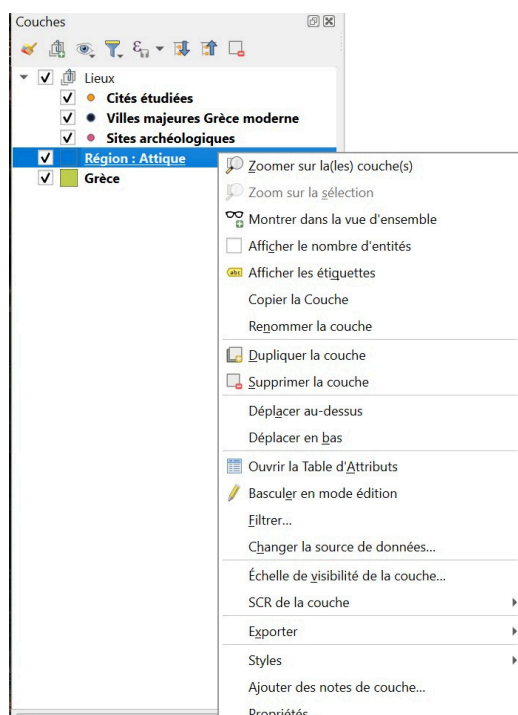 Couches
Lieux
Cités étudiées
Villes majeures Grèce moderne
Sites archéologiques
Région : Attique
Grèce
Zoomer sur la(les) couche(s)
Zoom sur la sélection
Montrer dans la vue d'ensemble
Afficher le nombre d'entités
abc Afficher les étiquettes
Copier la Couche
Renommer la couche
Dupliquer la couche
Supprimer la couche
Déplacer au-dessus
Déplacer en bas
Ouvrir la Table d'Attributs
Basculer en mode édition
Filtrer...
Changer la source de données...
Échelle de visibilité de la couche...
SCR de la couche
Exporter
Styles
Ajouter des notes de couche...
Propriétés...